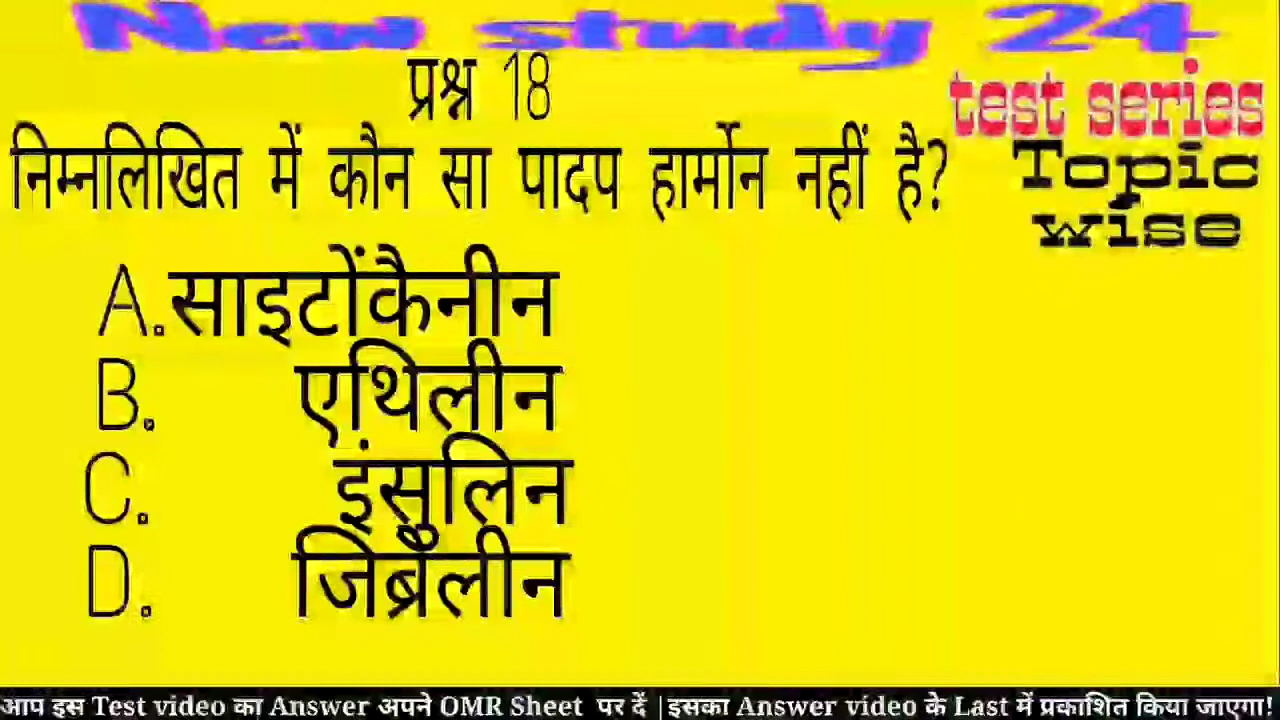 New study 24
प्रश्न 18
test series
Topic
wise
निम्नलिखित में कौन सा पादप हार्मोन नहीं है?
A.साइटोंकैनीन
B. एथिलीन
C. इंसुलिन
D. जिब्रेलीन
आप इस Test video का Answer अपने OMR Sheet पर दें |इसका Answer video के Last में प्रकाशित किया जाएगा!